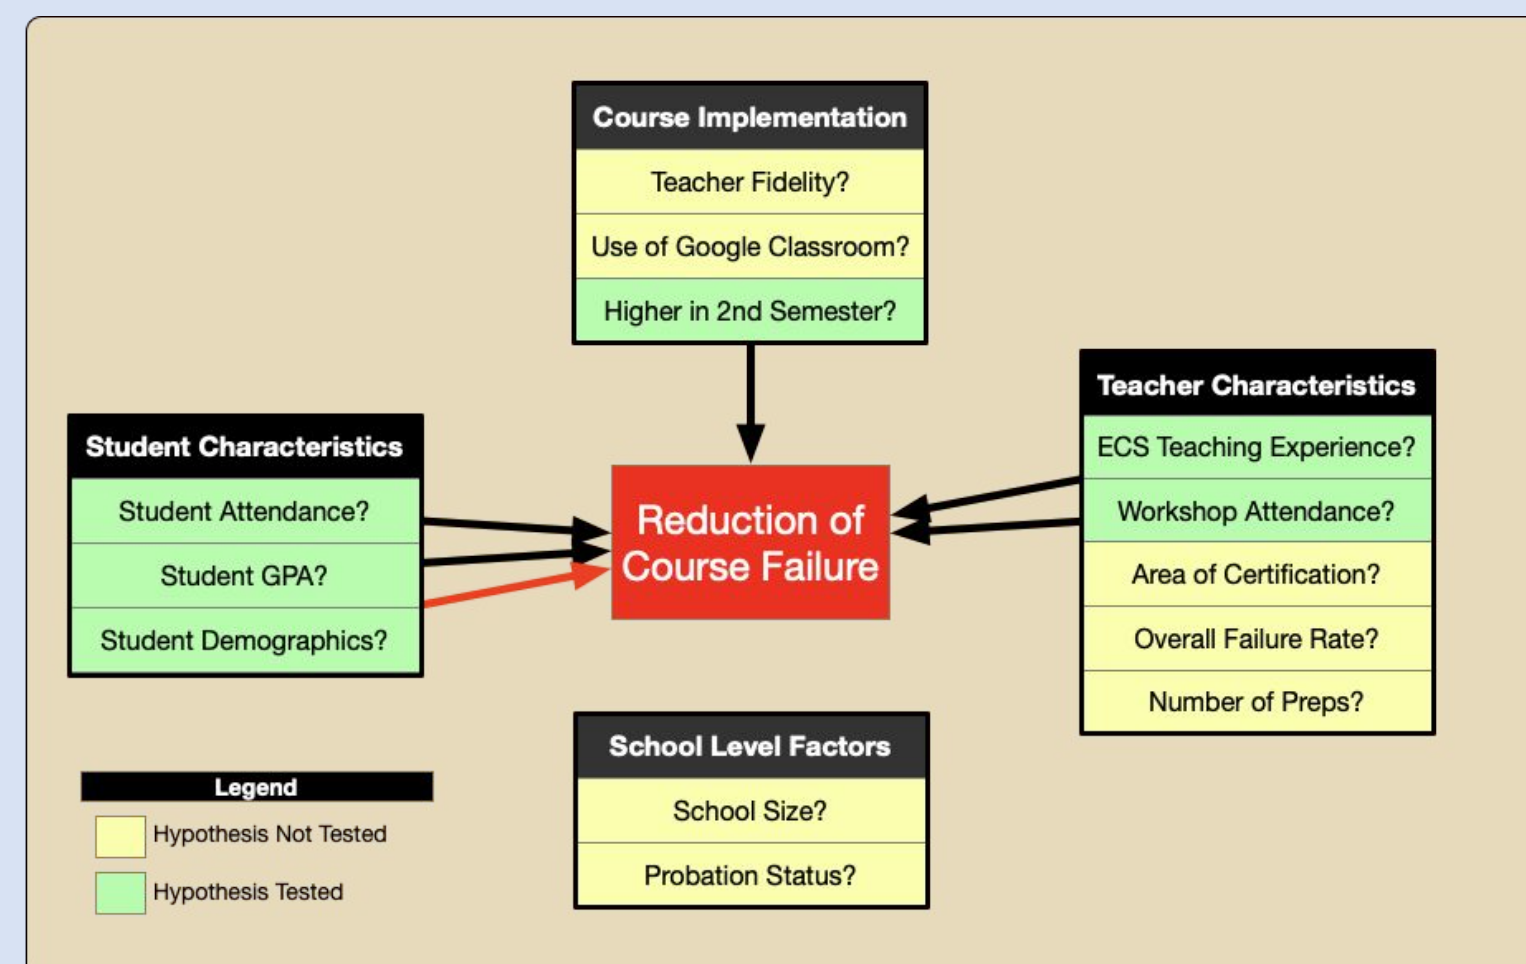 Course Implementation
Teacher Fidelity?
Use of Google Classroom?
Higher in 2nd Semester?
Student Characteristics
Student Attendance?
Student GPA?
Student Demographics?
Reduction of
Course Failure
Teacher Characteristics
ECS Teaching Experience?
Workshop Attendance?
Area of Certification?
Overall Failure Rate?
Number of Preps?
School Level Factors
School Size?
Probation Status?
Legend
Hypothesis Not Tested
Hypothesis Tested